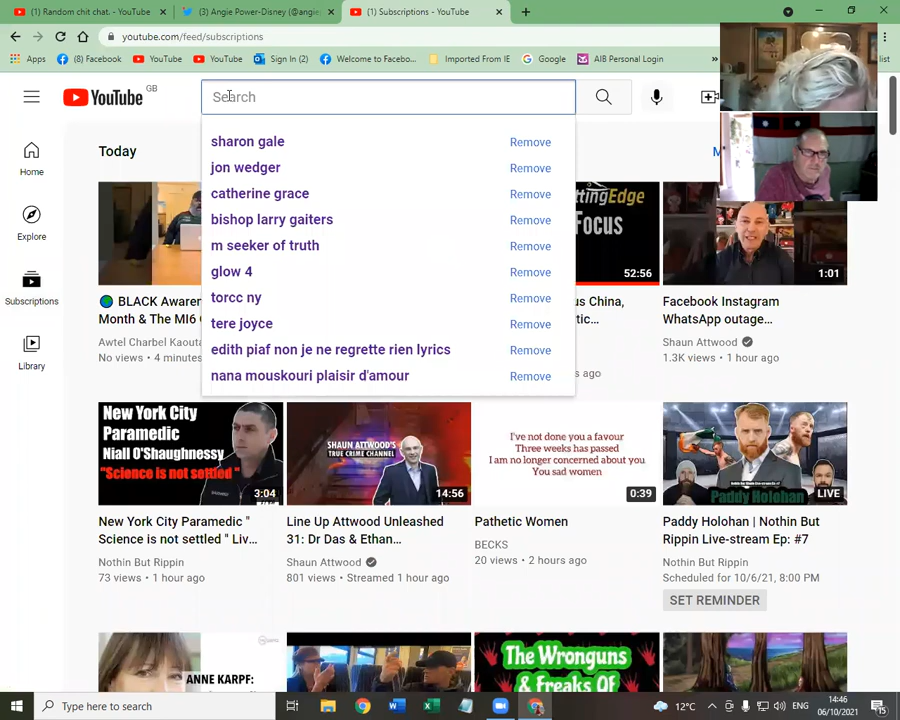 (1) Random chit chat. - YouTube
(3) Angie Power-Disney (@angie
(1) Subscriptions - YouTube
youtube.com/feed/subscriptions
Apps
(8) Facebook
YouTube
YouTube
Sign In (2)
Welcome to Facebo...
Imported From IE
Google
AIB Personal Login
»
list
YouTube GB
Search
Today
M
sharon gale Remove
jon wedger Remove
catherine grace Remove
bishop larry gaiters Remove
m seeker of truth Remove
glow 4 Remove
torcc ny Remove
tere joyce Remove
edith piaf non je ne regrette rien lyrics Remove
nana mouskouri plaisir d'amour Remove
Home
Explore
Subscriptions
Library
BLACK Aware
Month & The MI6
Awtel Charbel Kaouta
No views • 4 minutes
ttingEdge
Focus
52:56
us China,
tic...
s ago
1:01
Facebook Instagram
WhatsApp outage...
Shaun Attwood
1.3K views • 1 hour ago
New York City
Paramedic
Niall O'Shaughnessy
"Science is not settled "
3:04
New York City Paramedic "
Science is not settled " Liv...
Nothin But Rippin
73 views • 1 hour ago
SHAUN ATTWOOD'S
TRUE CRIME CHANNEL
14:56
Line Up Attwood Unleashed
31: Dr Das & Ethan...
Shaun Attwood
801 views • Streamed 1 hour ago
I've not done you a favour
Three weeks has passed
I am no longer concerned about you
You sad women
0:39
Pathetic Women
BECKS
20 views • 2 hours ago
Paddy Holohan
LIVE
Paddy Holohan | Nothin But
Rippin Live-stream Ep: #7
Nothin But Rippin
Scheduled for 10/6/21, 8:00 PM
SET REMINDER
ANNE KARPF:
The Wronguns
& Freaks Of
Type here to search
12°C
ENG
14:46
06/10/2021
15